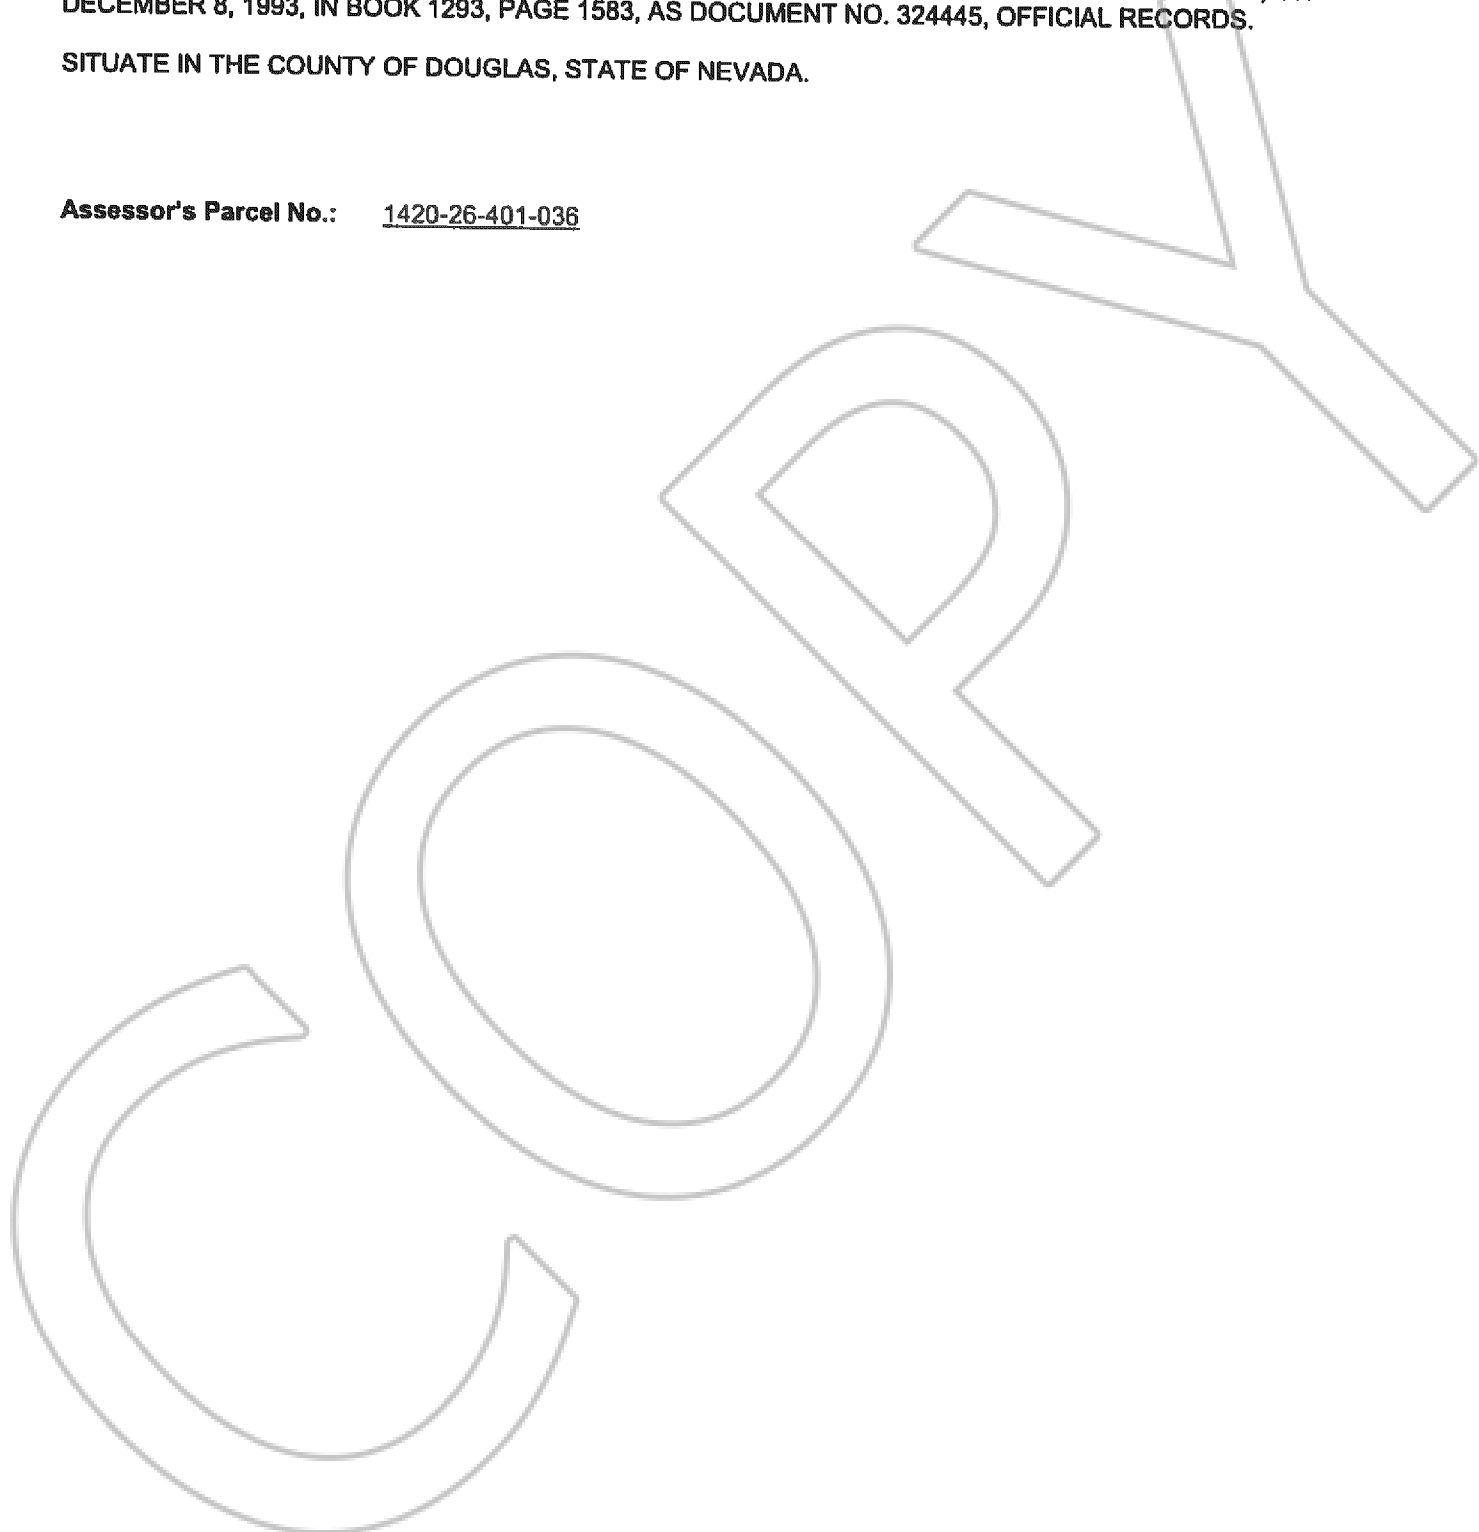 DECEMBER 8, 1993, IN BOOK 1293, PAGE 1583, AS DOCUMENT NO. 324445, OFFICIAL RECORDS.
SITUATE IN THE COUNTY OF DOUGLAS, STATE OF NEVADA.
Assessor's Parcel No.: 1420-26-401-036
COPY